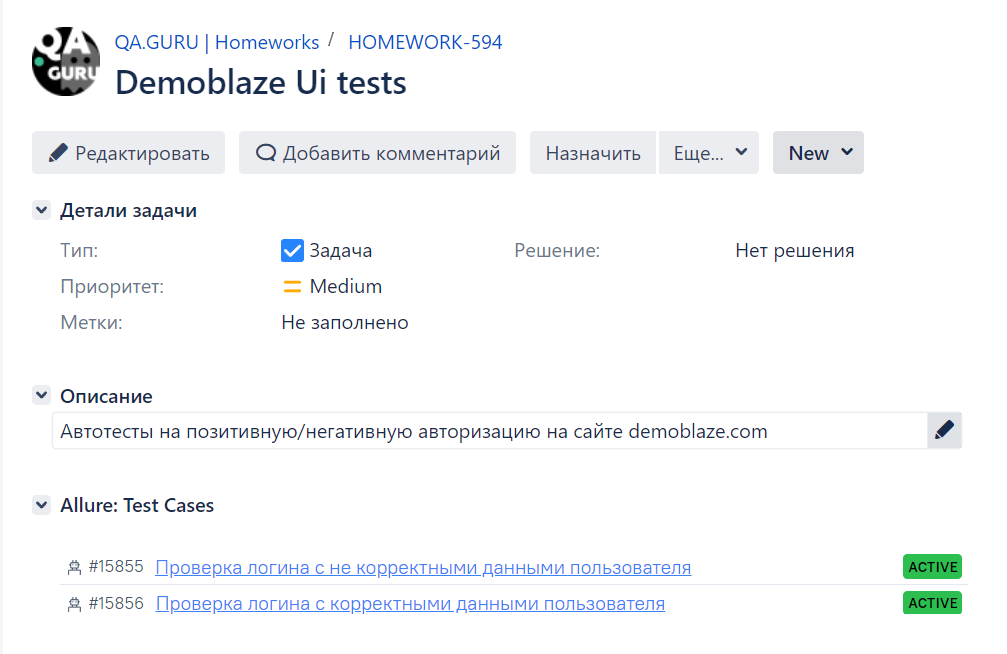 QA
GURU
QA.GURU | Homeworks / HOMEWORK-594
Demoblaze Ui tests
Редактировать Добавить комментарий Назначить Еще... New
Детали задачи
Тип: Задача Решение: Нет решения
Приоритет: Medium
Метки: Не заполнено
Описание
Автотесты на позитивную/негативную авторизацию на сайте demoblaze.com
Allure: Test Cases
#15855 Проверка логина с не корректными данными пользователя ACTIVE
#15856 Проверка логина с корректными данными пользователя ACTIVE